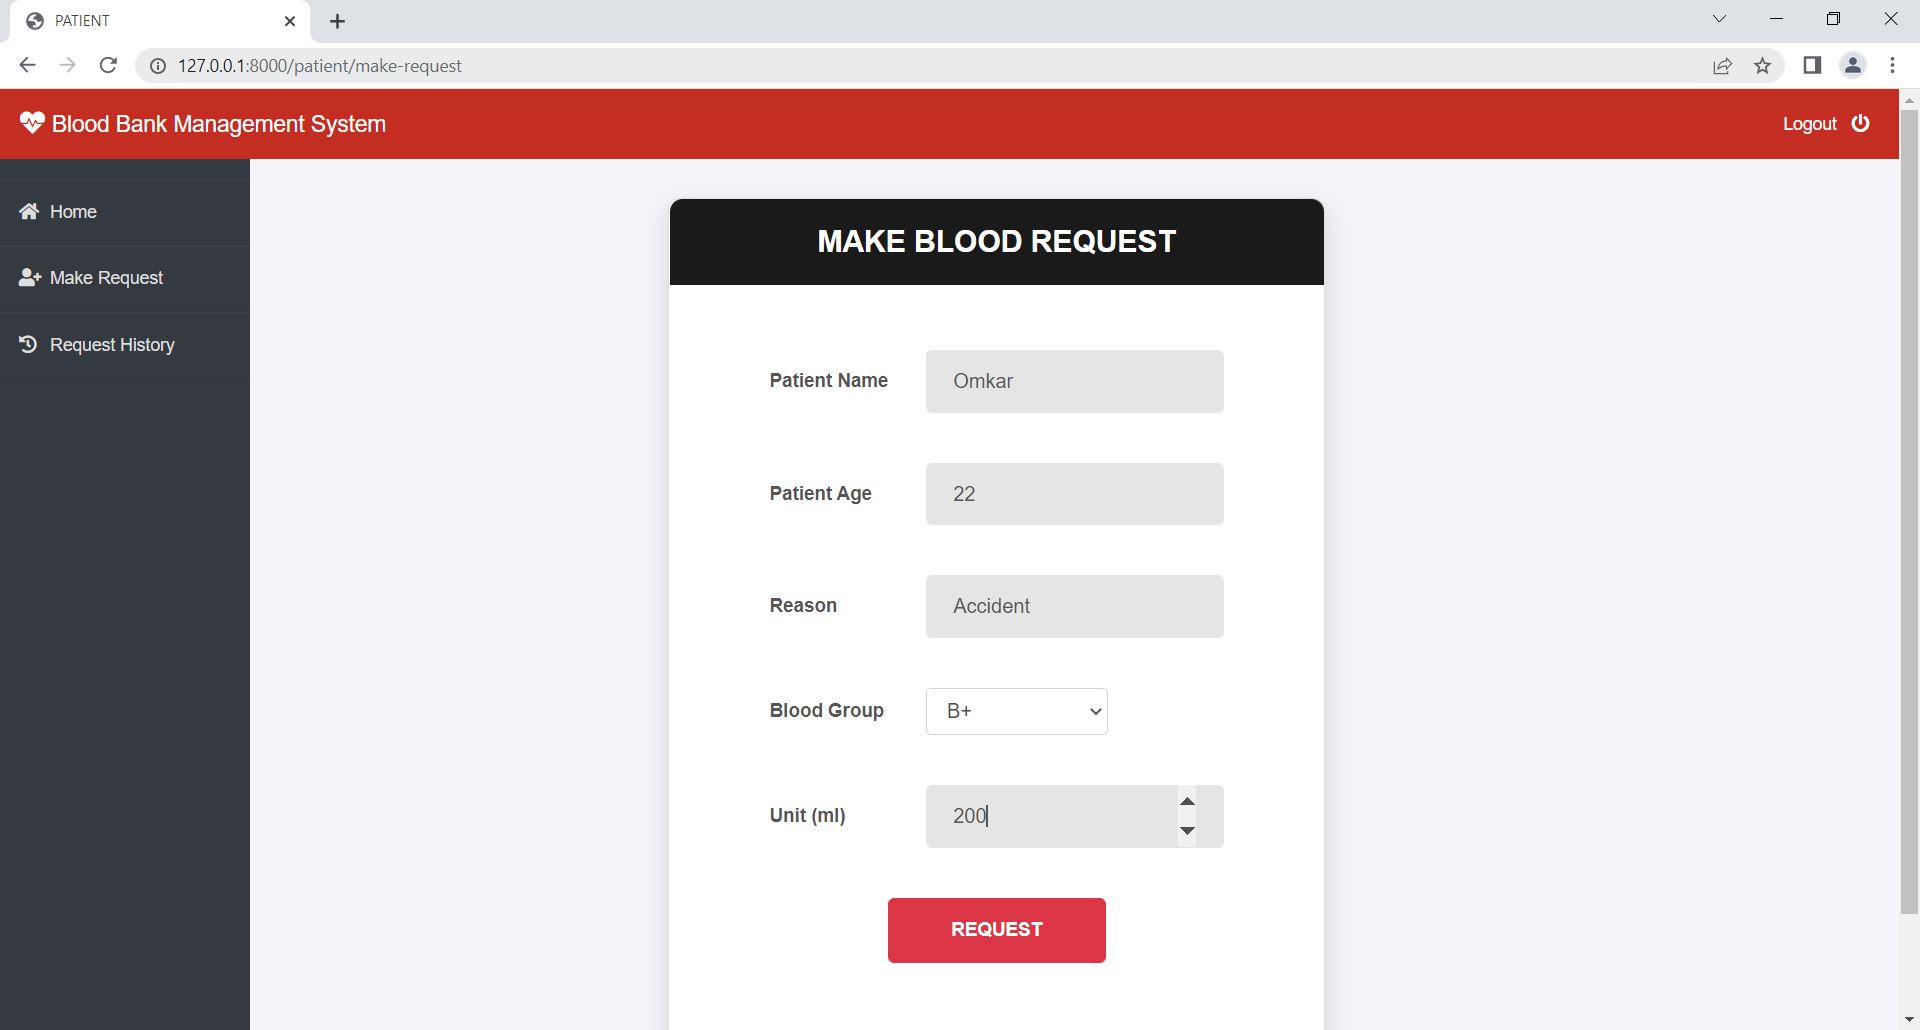 PATIENT
127.0.0.1:8000/patient/make-request
Blood Bank Management System
Logout
Home
Make Request
Request History
MAKE BLOOD REQUEST
Patient Name Omkar
Patient Age 22
Reason Accident
Blood Group B+
Unit (ml) 200
REQUEST